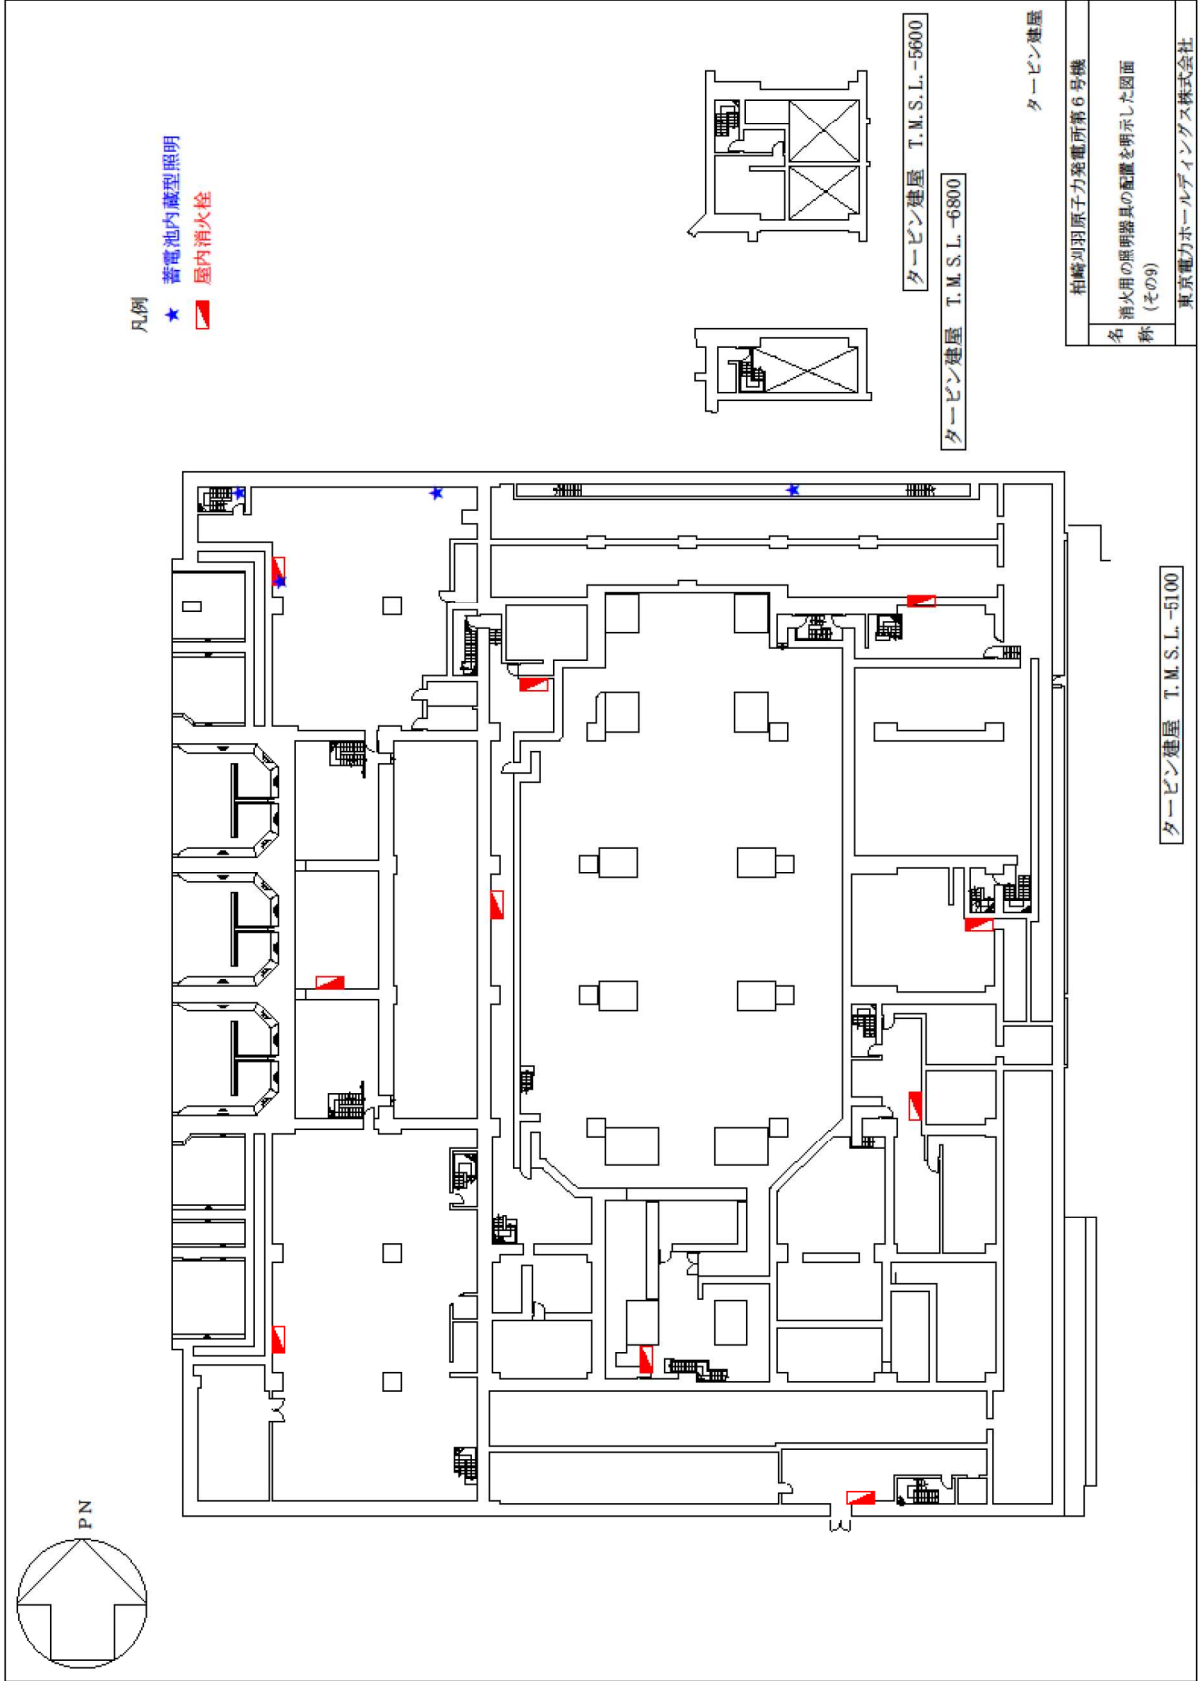 PN
凡例
蓄電池内蔵型照明
屋内消火栓
タービン建屋 T.M.S.L.-5600
タービン建屋 T.M.S.L.-6800
タービン建屋 T.M.S.L.-5100
タービン建屋
柏崎刈羽原子力発電所第6号機
名称
消火用の照明器具の配置を明示した図面
(その9)
東京電力ホールディングス株式会社